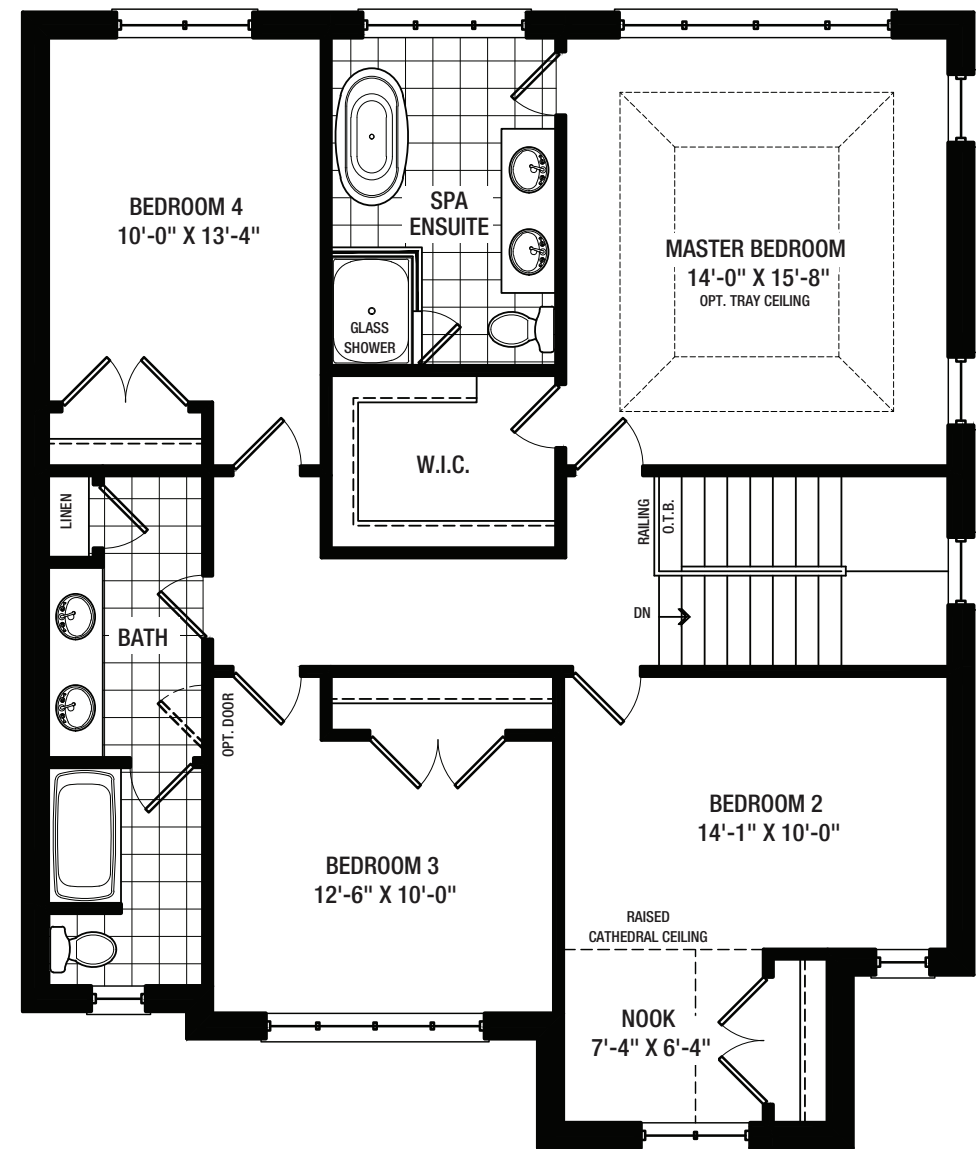 BEDROOM 4
10'-0" X 13'-4"
SPA
ENSUITE
GLASS
SHOWER
MASTER BEDROOM
14'-0" X 15'-8"
OPT. TRAY CEILING
W.I.C.
LINEN
RAILING
O.T.B.
DN
BATH
OPT. DOOR
BEDROOM 3
12'-6" X 10'-0"
BEDROOM 2
14'-1" X 10'-0"
RAISED
CATHEDRAL CEILING
NOOK
7'-4" X 6'-4"